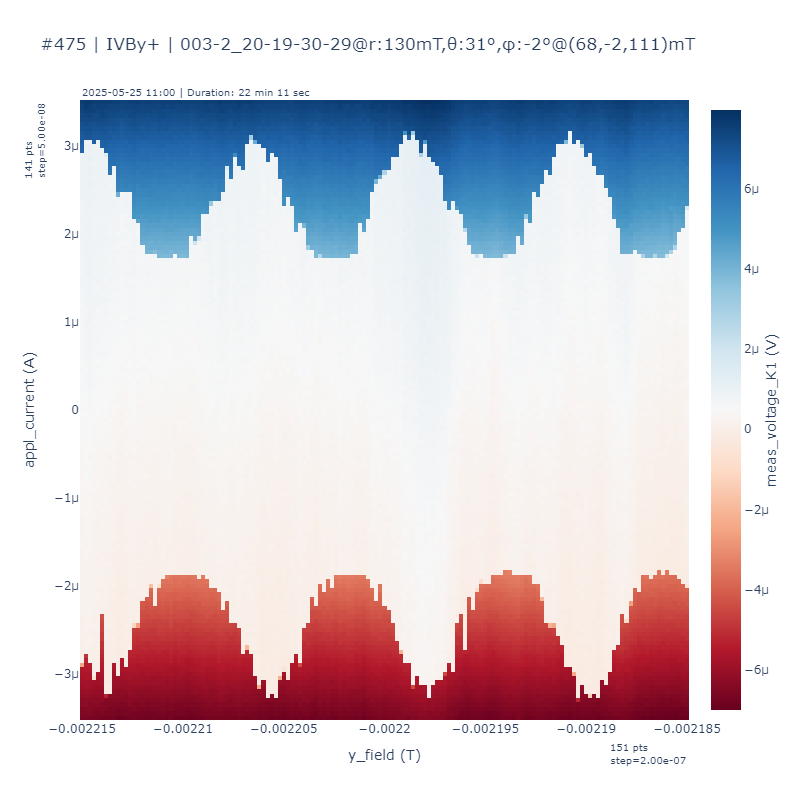 #475 | IVBy+ | 003-2_20-19-30-29@r:130mT,θ:31°,φ:-2°@(68,-2,111)mT
2025-05-25 11:00 | Duration: 22 min 11 sec
141 pts
step=5.00e-08
3μ
2μ
1μ
0
−1μ
−2μ
−3μ
appl_current (A)
−0.002215
−0.00221
−0.002205
−0.0022
−0.002195
−0.00219
−0.002185
y_field (T)
151 pts
step=2.00e-07
6μ
4μ
2μ
0
−2μ
−4μ
−6μ
meas_voltage_K1 (V)